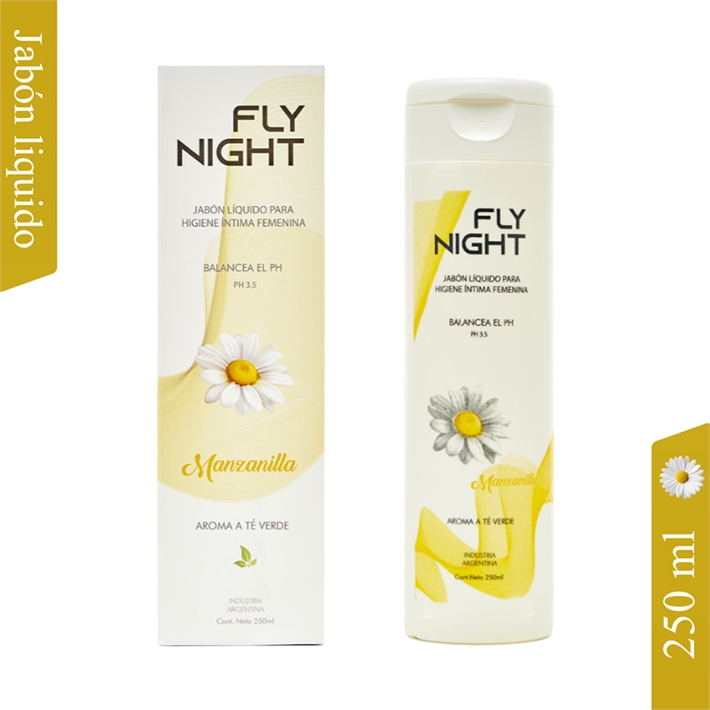 Jabón liquido
FLY
NIGHT
JABÓN LÍQUIDO PARA
HIGIENE ÍNTIMA FEMENINA
BALANCEA EL PH
PH 3.5
Manzanilla
AROMA A TÉ VERDE
INDUSTRIA
ARGENTINA
Cont. Neto 250ml
FLY
NIGHT
JABÓN LÍQUIDO PARA
HIGIENE ÍNTIMA FEMENINA
BALANCEA EL PH
PH 3.5
Manzanilla
AROMA A TÉ VERDE
INDUSTRIA
ARGENTINA
Cont. Neto 250ml
250 ml